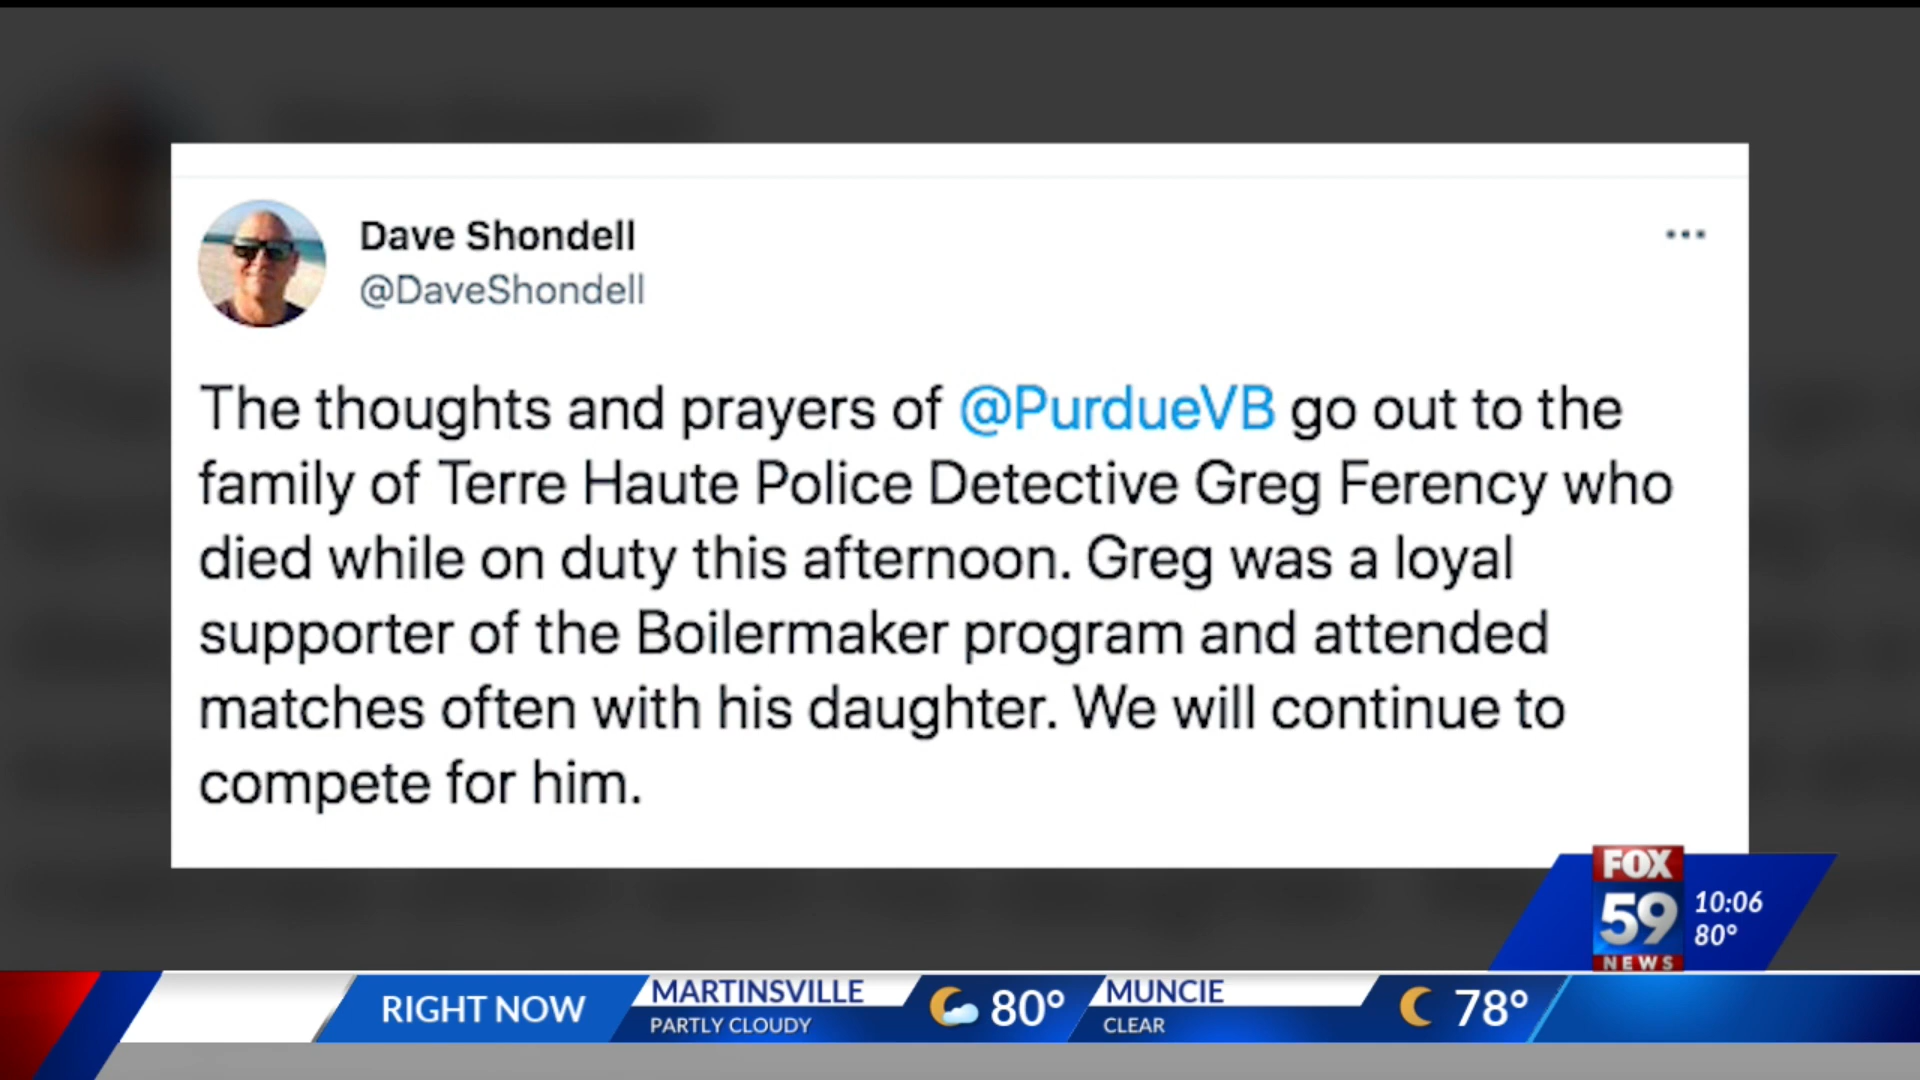 Dave Shondell
@DaveShondell
The thoughts and prayers of @PurdueVB go out to the
family of Terre Haute Police Detective Greg Ferency who
died while on duty this afternoon. Greg was a loyal
supporter of the Boilermaker program and attended
matches often with his daughter. We will continue to
compete for him.
FOX
59
NEWS
10:06
80°
RIGHT NOW
MARTINSVILLE
PARTLY CLOUDY
80°
MUNCIE
CLEAR
78°